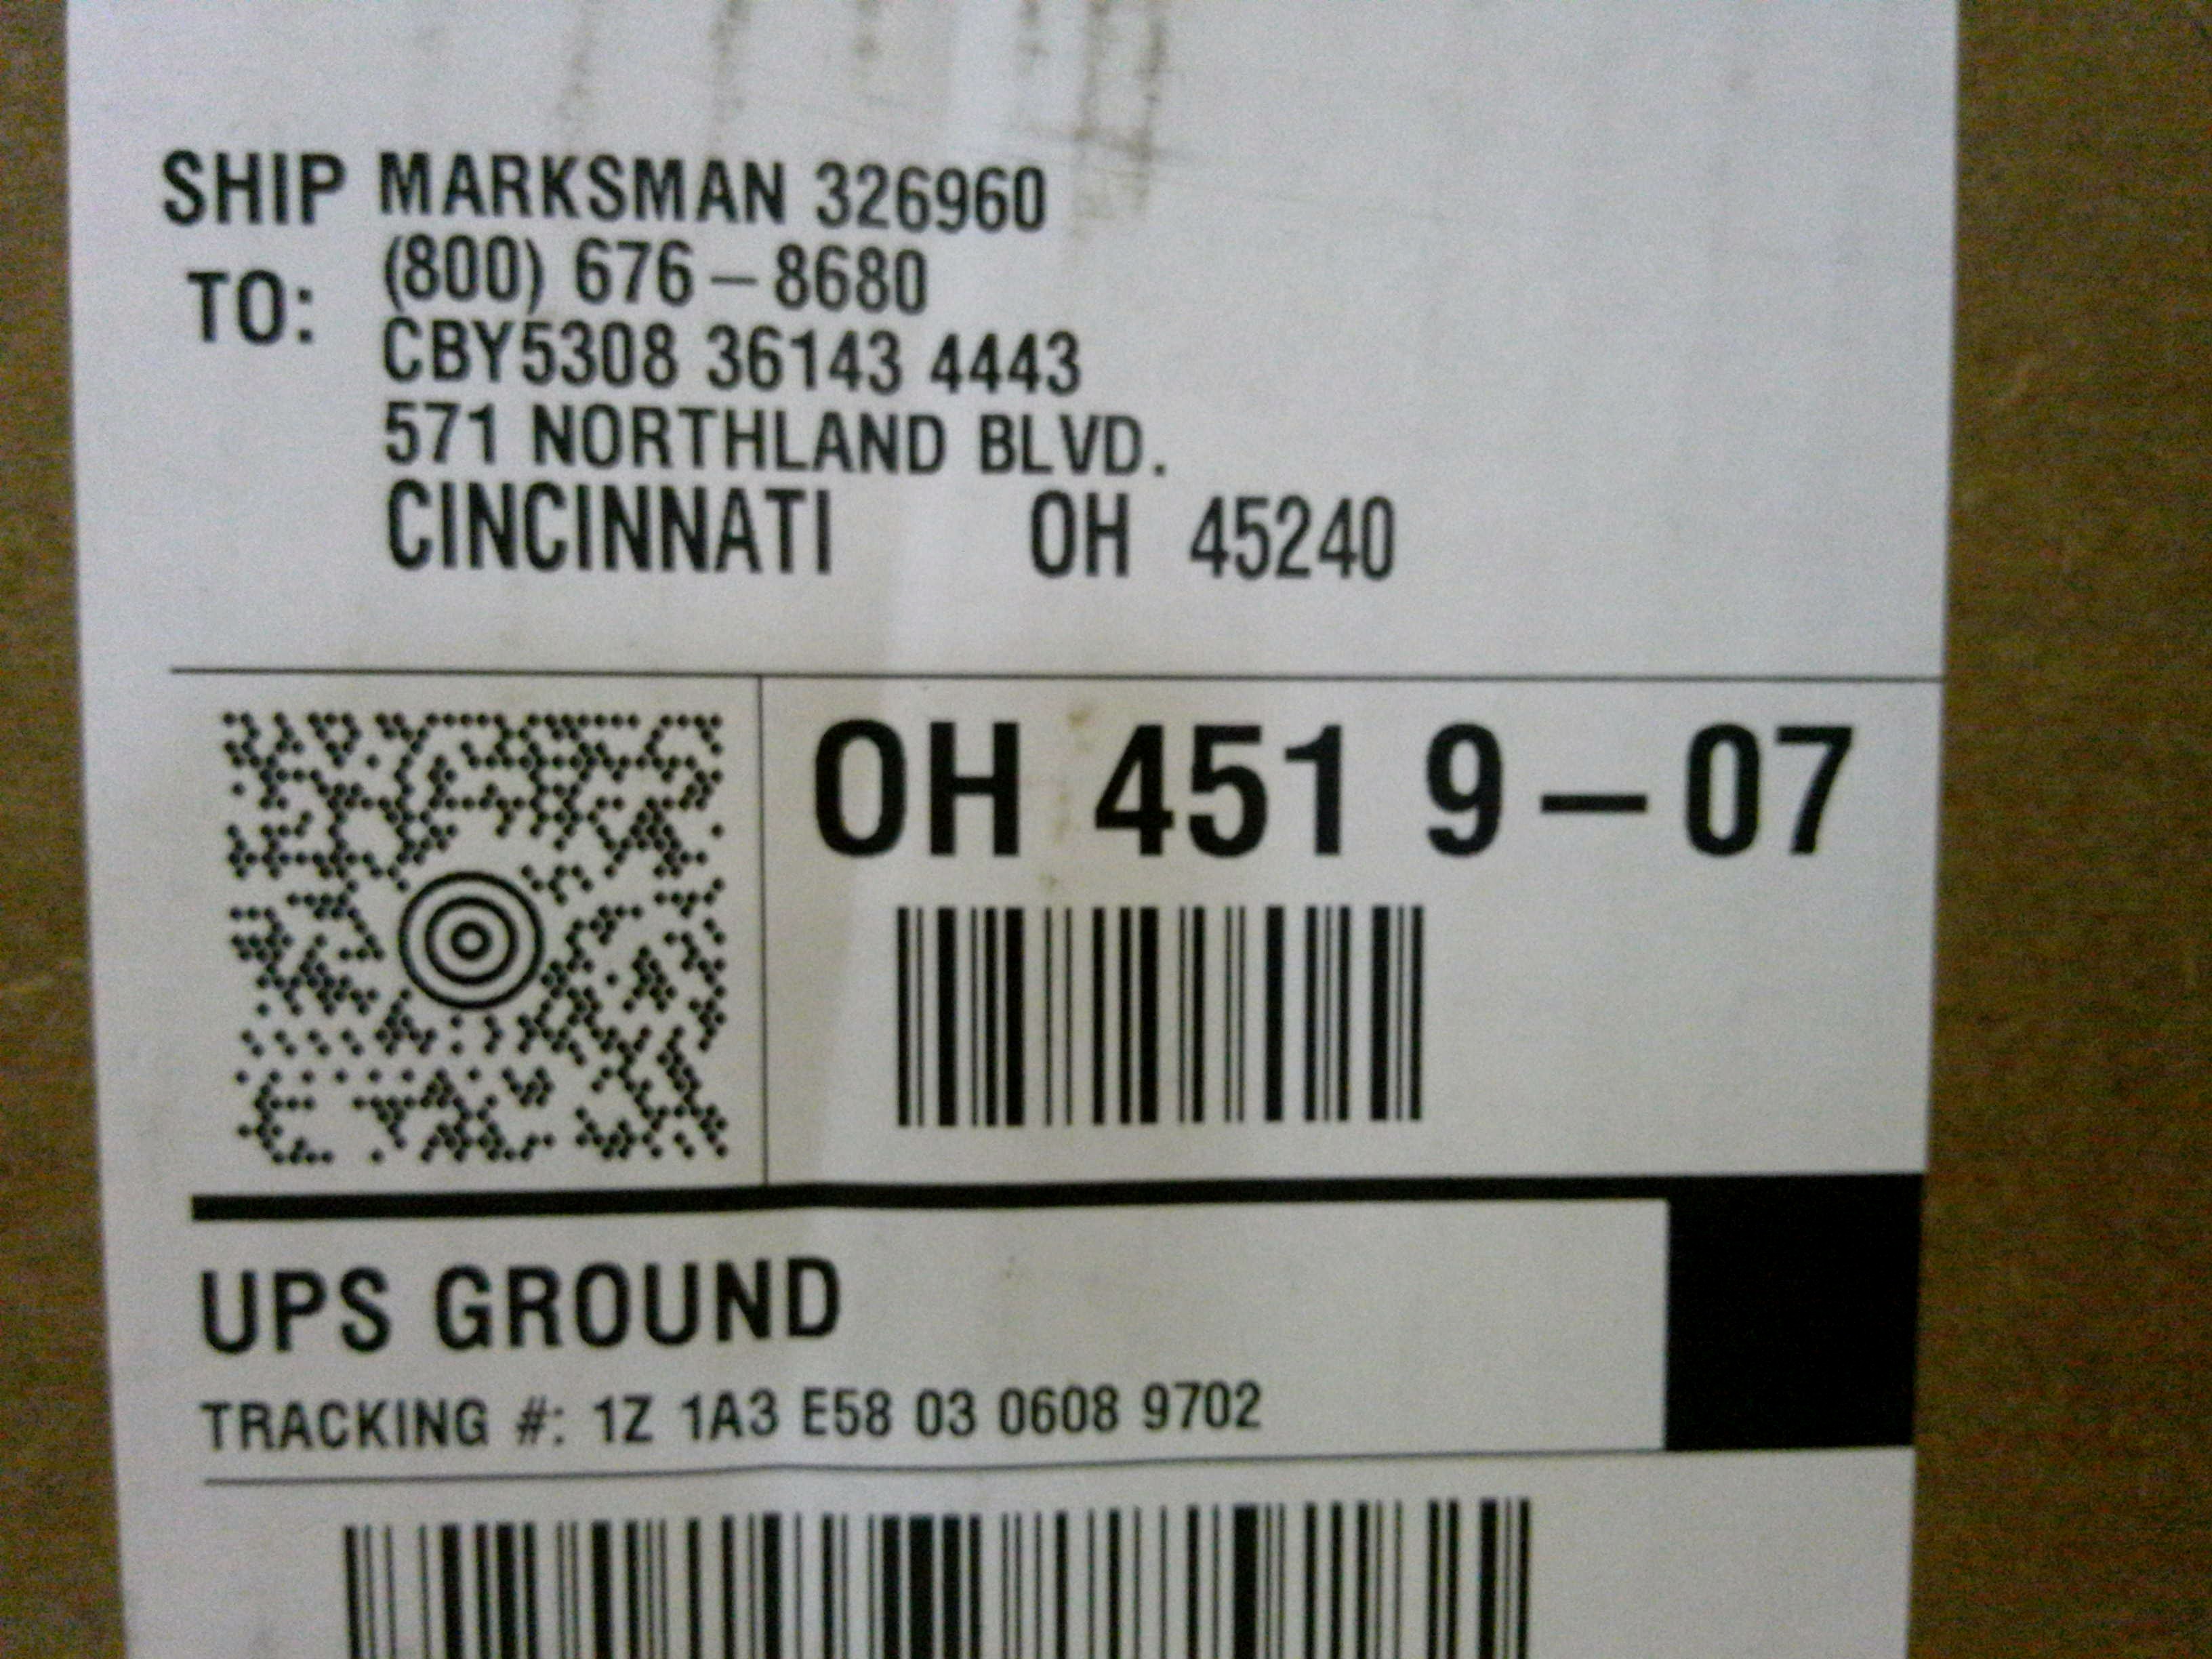 SHIP MARKSMAN 326960
TO: (800) 676-8680
CBY5308 36143 4443
571 NORTHLAND BLVD.
CINCINNATI OH 45240
OH 451 9-07
UPS GROUND
TRACKING #: 1Z 1A3 E58 03 0608 9702